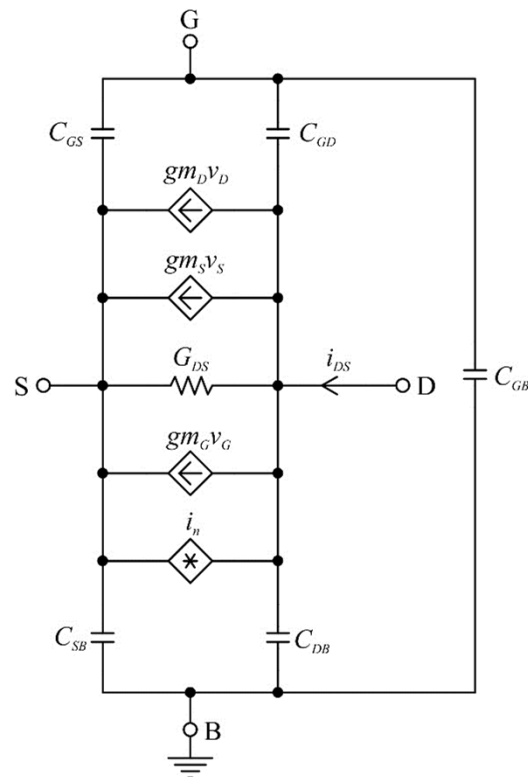 G
C_GS
C_GD
gm_D v_D
gm_S v_S
G_DS
i_DS
S
D
C_GB
gm_G v_G
i_n
*
C_SB
C_DB
B